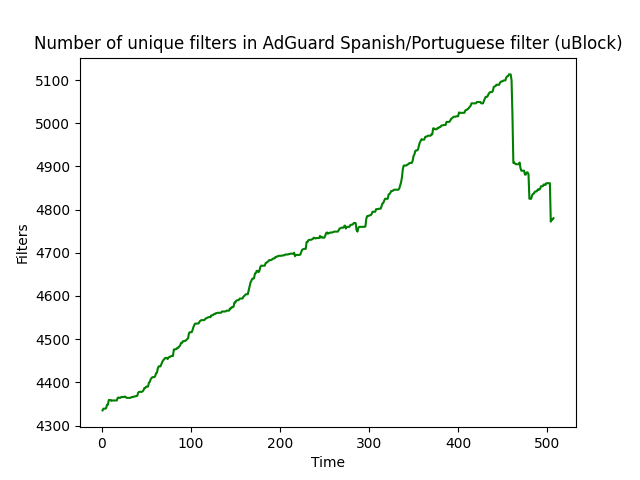 Number of unique filters in AdGuard Spanish/Portuguese filter (uBlock)
5100
5000
4900
4800
4700
4600
4500
4400
4300
Filters
0 100 200 300 400 500
Time